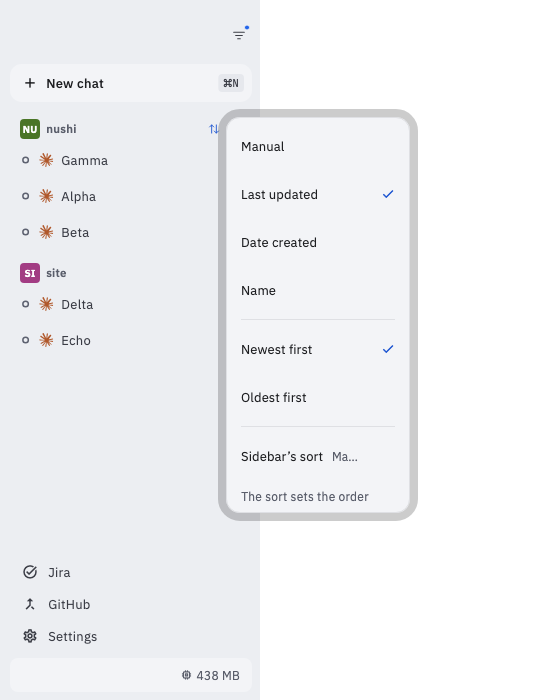 New chat
⌘N
NU nushi
Gamma
Alpha
Beta
SI site
Delta
Echo
Manual
Last updated
Date created
Name
Newest first
Oldest first
Sidebar’s sort Ma...
The sort sets the order
Jira
GitHub
Settings
438 MB